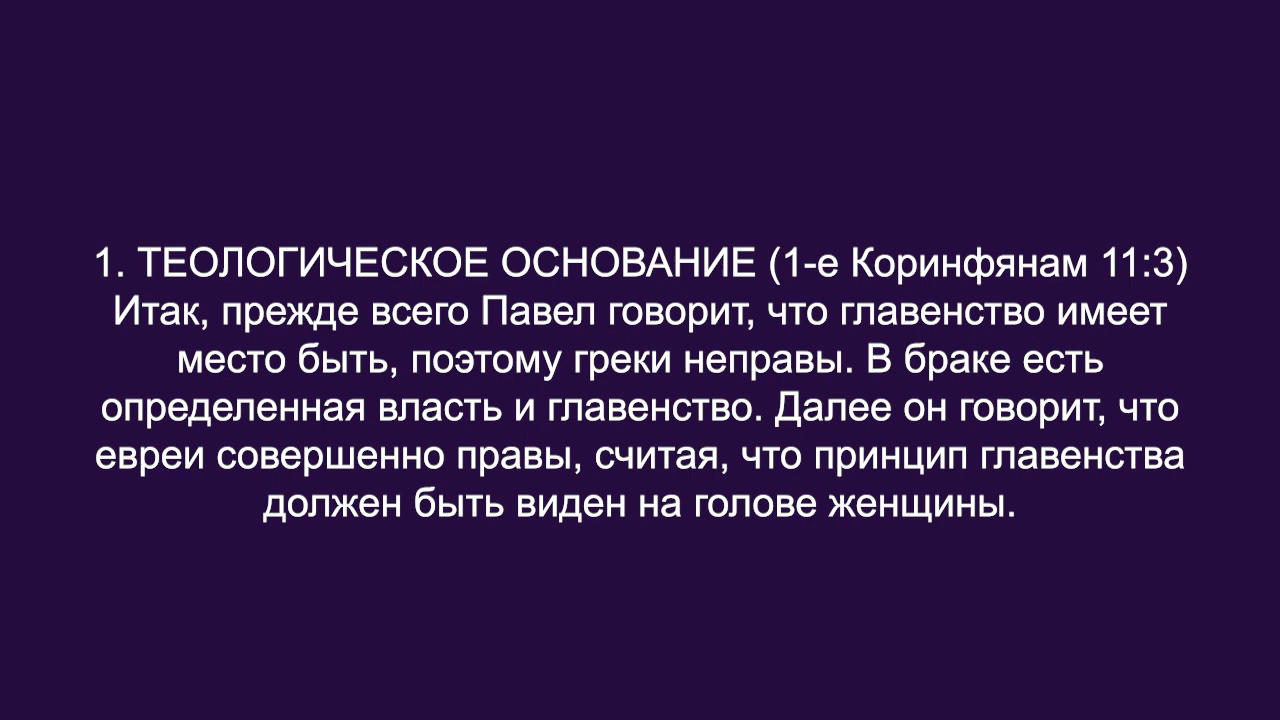 1. ТЕОЛОГИЧЕСКОЕ ОСНОВАНИЕ (1-е Коринфянам 11:3)
Итак, прежде всего Павел говорит, что главенство имеет
место быть, поэтому греки неправы. В браке есть
определенная власть и главенство. Далее он говорит, что
евреи совершенно правы, считая, что принцип главенства
должен быть виден на голове женщины.